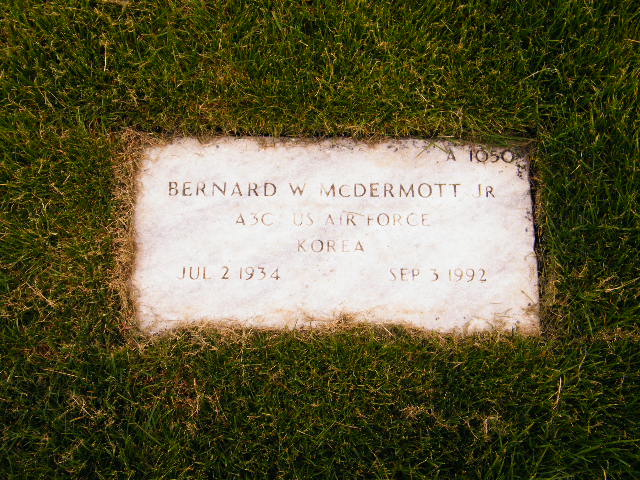 A 1050
BERNARD W MCDERMOTT JR
A3C US AIR FORCE
KOREA
JUL 2 1934 SEP 3 1992